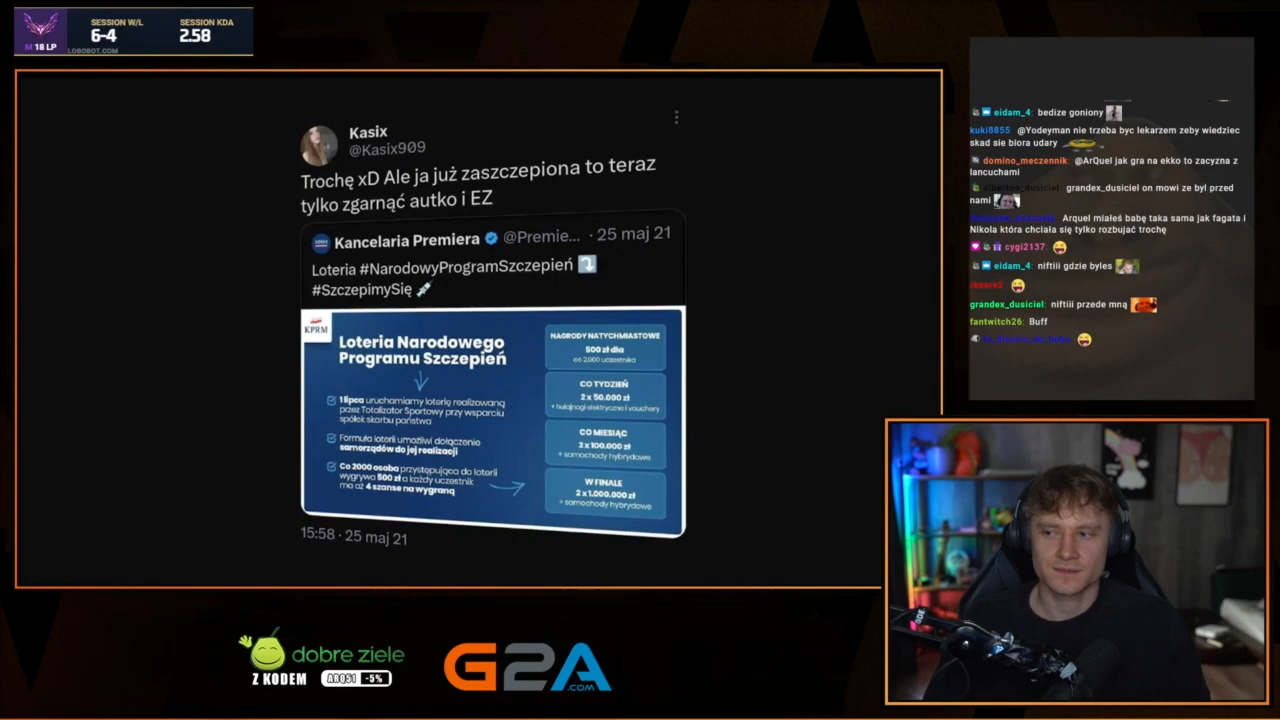 SESSION W/L
6-4
SESSION KDA
2.58
M 18 LP
LOBOBOT.COM
Kasix
@Kasix909
Trochę xD Ale ja już zaszczepiona to teraz
tylko zgarnąć autko i EZ
Kancelaria Premiera @Premie... · 25 maj 21
Loteria #NarodowyProgramSzczepień
#SzczepimySię
KPRM
Loteria Narodowego
Programu Szczepień
1 lipca uruchamiamy loterię realizowaną
przez Totalizator Sportowy przy wsparciu
spółek skarbu państwa
Formuła loterii umożliwi dołączenie
samorządów do jej realizacji
Co 2000 osoba przystępująca do loterii
wygrywa 500 zł a każdy uczestnik
ma aż 4 szanse na wygraną
NAGRODY NATYCHMIASTOWE
500 zł dla
co 2000 uczestnika
CO TYDZIEŃ
2 x 50.000 zł
+ hulajnogi elektryczne i vouchery
CO MIESIĄC
2 x 100.000 zł
+ samochody hybrydowe
W FINALE
2 x 1.000.000 zł
+ samochody hybrydowe
15:58 · 25 maj 21
eidam_4: bedize goniony
kuki8855 @Yodeyman nie trzeba byc lekarzem zeby wiedziec
skad sie biora udary
domino_meczennik: @ArQuel jak gra na ekko to zacyzna z
lancuchami
grandex_dusiciel on mowi ze byl przed
nami
Arquel miałeś babę taka sama jak fagata i
Nikola która chciała się tylko rozbujać trochę
cygi2137:
eidam_4: niftiii gdzie byles
grandex_dusiciel: niftiii przede mną
fantwitch26: Buff
dobre ziele
Z KODEM ARQ51 -5%
G2A
.COM